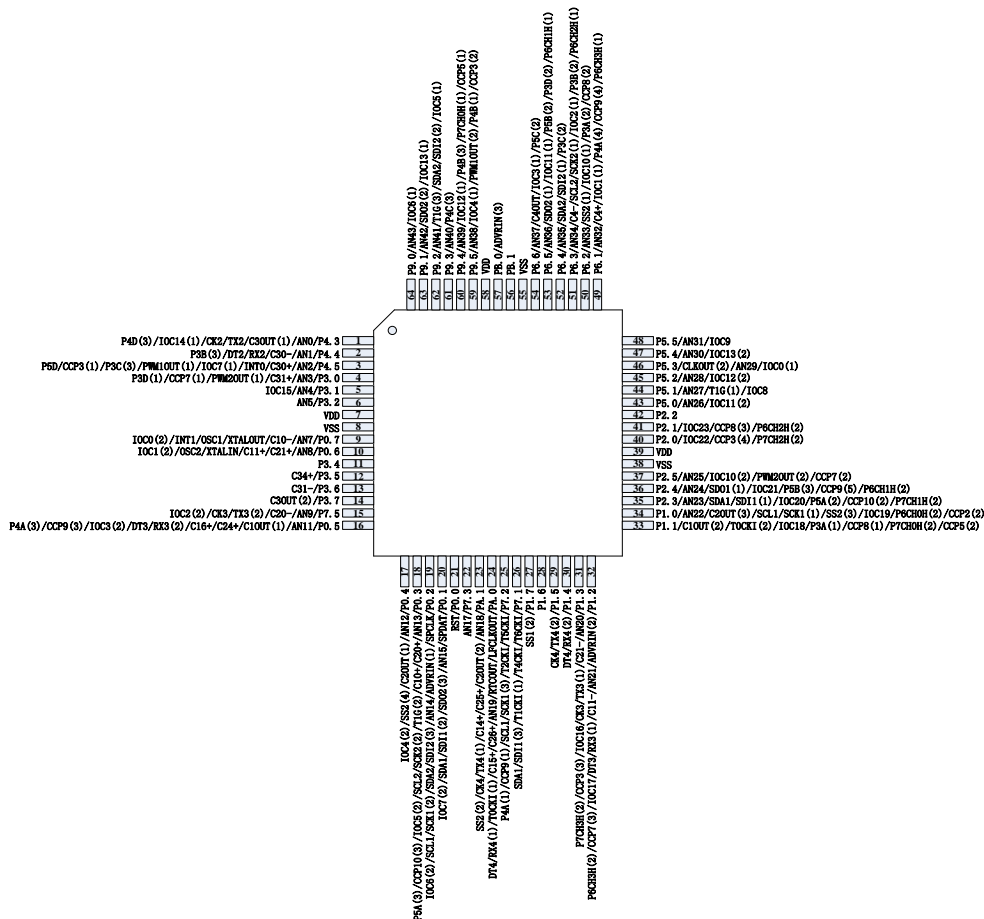 P9.0/AN43/IOC6(1)
P9.1/AN42/SDO2(2)/IOC13(1)
P9.2/AN41/T1G(3)/SDA2/SDI2(2)/IOC5(1)
P9.3/AN40/P4C(3)
P9.4/AN39/IOC12(1)/P4B(3)/P7CH0H(1)/CCP5(1)
P9.5/AN38/IOC4(1)/PWM1OUT(2)/P4B(1)/CCP3(2)
VDD
PB.0/ADVRIN(3)
PB.1
VSS
P6.6/AN37/C4OUT/IOC3(1)/P5C(2)
P6.5/AN36/SDO2(1)/IOC11(1)/P5B(2)/P3D(2)/P6CH1H(1)
P6.4/AN35/SDA2/SDI2(1)/P3C(2)
P6.3/AN34/C4-/SCL2/SCK2(1)/IOC2(1)/P3B(2)/P6CH2H(1)
P6.2/AN33/SS2(1)/IOC10(1)/P3A(2)/CCP8(2)
P6.1/AN32/C4+/IOC1(1)/P4A(4)/CCP9(4)/P6CH3H(1)
64 63 62 61 60 59 58 57 56 55 54 53 52 51 50 49
P4D(3)/IOC14(1)/CK2/TX2/C3OUT(1)/AN0/P4.3 1
P3B(3)/DT2/RX2/C30-/AN1/P4.4 2
P5D/CCP3(1)/P3C(3)/PWM1OUT(1)/IOC7(1)/INT0/C30+/AN2/P4.5 3
P3D(1)/CCP7(1)/PWM2OUT(1)/C31+/AN3/P3.0 4
IOC15/AN4/P3.1 5
AN5/P3.2 6
VDD 7
VSS 8
IOC0(2)/INT1/OSC1/XTALOUT/C10-/AN7/P0.7 9
IOC1(2)/OSC2/XTALIN/C11+/C21+/AN8/P0.6 10
P3.4 11
C34+/P3.5 12
C31-/P3.6 13
C3OUT(2)/P3.7 14
IOC2(2)/CK3/TX3(2)/C20-/AN9/P7.5 15
P4A(3)/CCP9(3)/IOC3(2)/DT3/RX3(2)/C16+/C24+/C1OUT(1)/AN11/P0.5 16
48 P5.5/AN31/IOC9
47 P5.4/AN30/IOC13(2)
46 P5.3/CLKOUT(2)/AN29/IOC0(1)
45 P5.2/AN28/IOC12(2)
44 P5.1/AN27/T1G(1)/IOC8
43 P5.0/AN26/IOC11(2)
42 P2.2
41 P2.1/IOC23/CCP8(3)/P6CH2H(2)
40 P2.0/IOC22/CCP3(4)/P7CH2H(2)
39 VDD
38 VSS
37 P2.5/AN25/IOC10(2)/PWM2OUT(2)/CCP7(2)
36 P2.4/AN24/SDO1(1)/IOC21/P5B(3)/CCP9(5)/P6CH1H(2)
35 P2.3/AN23/SDA1/SDI1(1)/IOC20/P5A(2)/CCP10(2)/P7CH1H(2)
34 P1.0/AN22/C2OUT(3)/SCL1/SCK1(1)/SS2(3)/IOC19/P6CH0H(2)/CCP2(2)
33 P1.1/C1OUT(2)/T0CKI(2)/IOC18/P3A(1)/CCP8(1)/P7CH0H(2)/CCP5(2)
17 18 19 20 21 22 23 24 25 26 27 28 29 30 31 32
IOC4(2)/SS2(4)/C2OUT(1)/AN12/P0.4
P5A(3)/CCP10(3)/IOC5(2)/SCL2/SCK2(2)/T1G(2)/C10+/C20+/AN13/P0.3
IOC6(2)/SCL1/SCK1(2)/SDA2/SDI2(3)/AN14/ADVRIN(1)/SPCLK/P0.2
IOC7(2)/SDA1/SDI1(2)/SDO2(3)/AN15/SPDAT/P0.1
RST/P0.0
AN17/P7.3
SS2(2)/CK4/TX4(1)/C14+/C25+/C2OUT(2)/AN18/PA.1
DT4/RX4(1)/T0CKI(1)/C15+/C26+/AN19/RTCOUT/LPCLKOUT/PA.0
P4A(1)/CCP9(1)/SCL1/SCK1(3)/T2CKI/T5CKI/P7.2
SDA1/SDI1(3)/T1CKI(1)/T4CKI/T6CKI/P7.1
SS1(2)/P1.7
P1.6
CK4/TX4(2)/P1.5
DT4/RX4(2)/P1.4
P7CH3H(2)/CCP3(3)/IOC16/CK3/TX3(1)/C21-/AN20/P1.3
P6CH3H(2)/CCP7(3)/IOC17/DT3/RX3(1)/C11-/AN21/ADVRIN(2)/P1.2